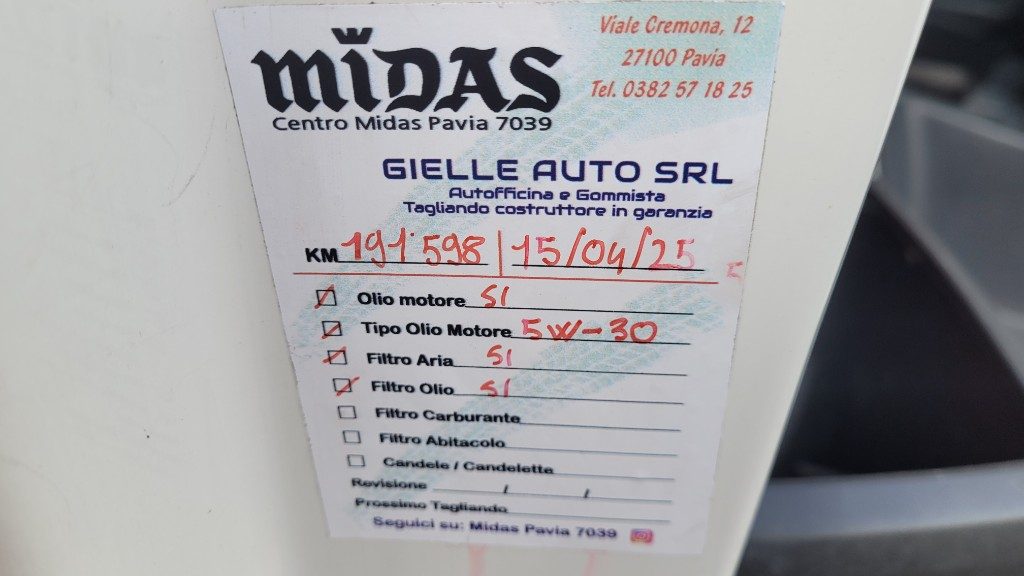 MIDAS
Centro Midas Pavia 7039
Viale Cremona, 12
27100 Pavia
Tel. 0382 57 18 25
GIELLE AUTO SRL
Autofficina e Gommista
Tagliando costruttore in garanzia
KM 191'598 | 15/04/25
Olio motore SI
Tipo Olio Motore 5W-30
Filtro Aria SI
Filtro Olio SI
Filtro Carburante
Filtro Abitacolo
Candele / Candelette
Revisione / /
Prossimo Tagliando
Seguici su: Midas Pavia 7039